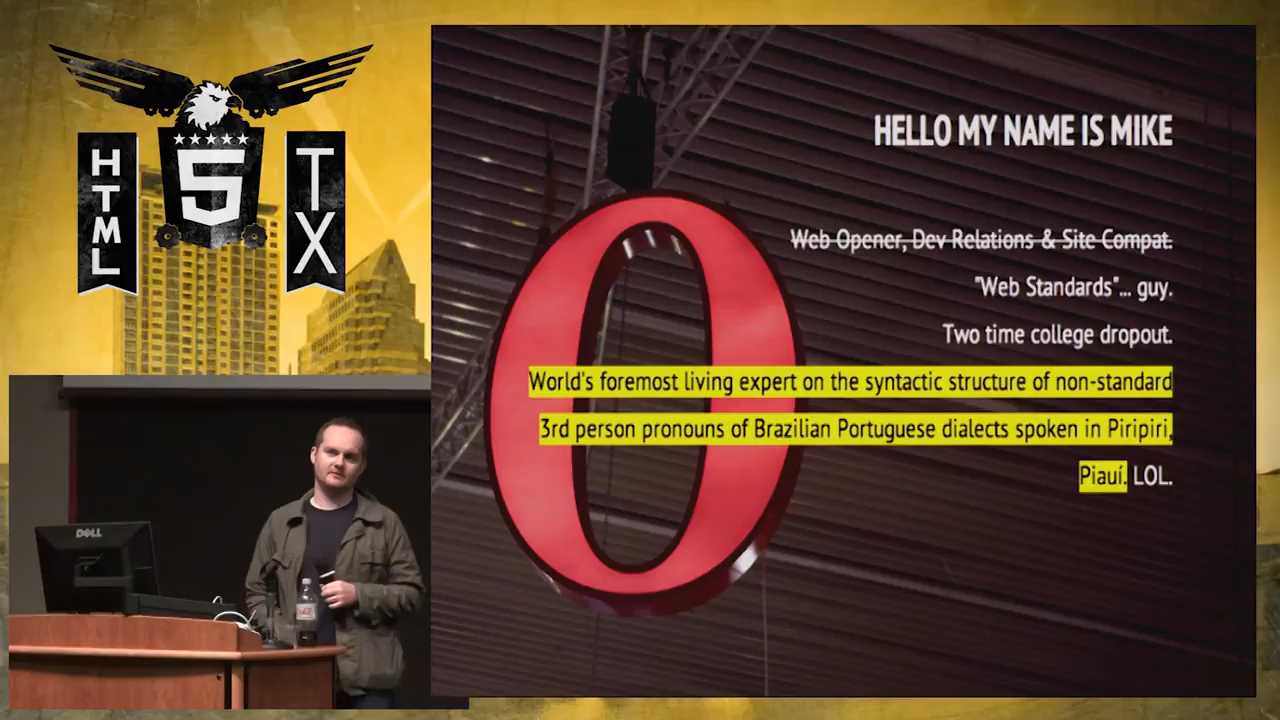 HTML
5
TX
HELLO MY NAME IS MIKE
Web Opener, Dev Relations & Site Compat.
"Web Standards"... guy.
Two time college dropout.
World's foremost living expert on the syntactic structure of non-standard
3rd person pronouns of Brazilian Portuguese dialects spoken in Piripiri,
Piauí. LOL.
DELL